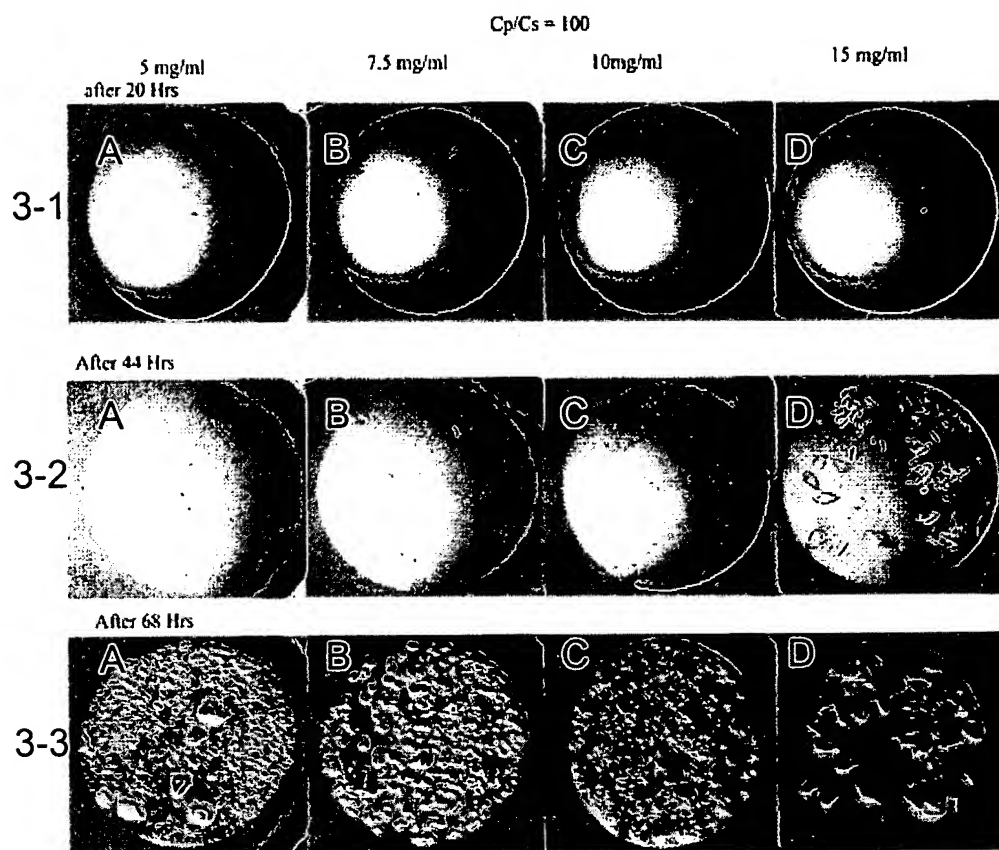 Cp/Cs = 100
5 mg/ml 7.5 mg/ml 10mg/ml 15 mg/ml
after 20 Hrs
3-1 A B C D
After 44 Hrs
3-2 A B C D
After 68 Hrs
3-3 A B C D